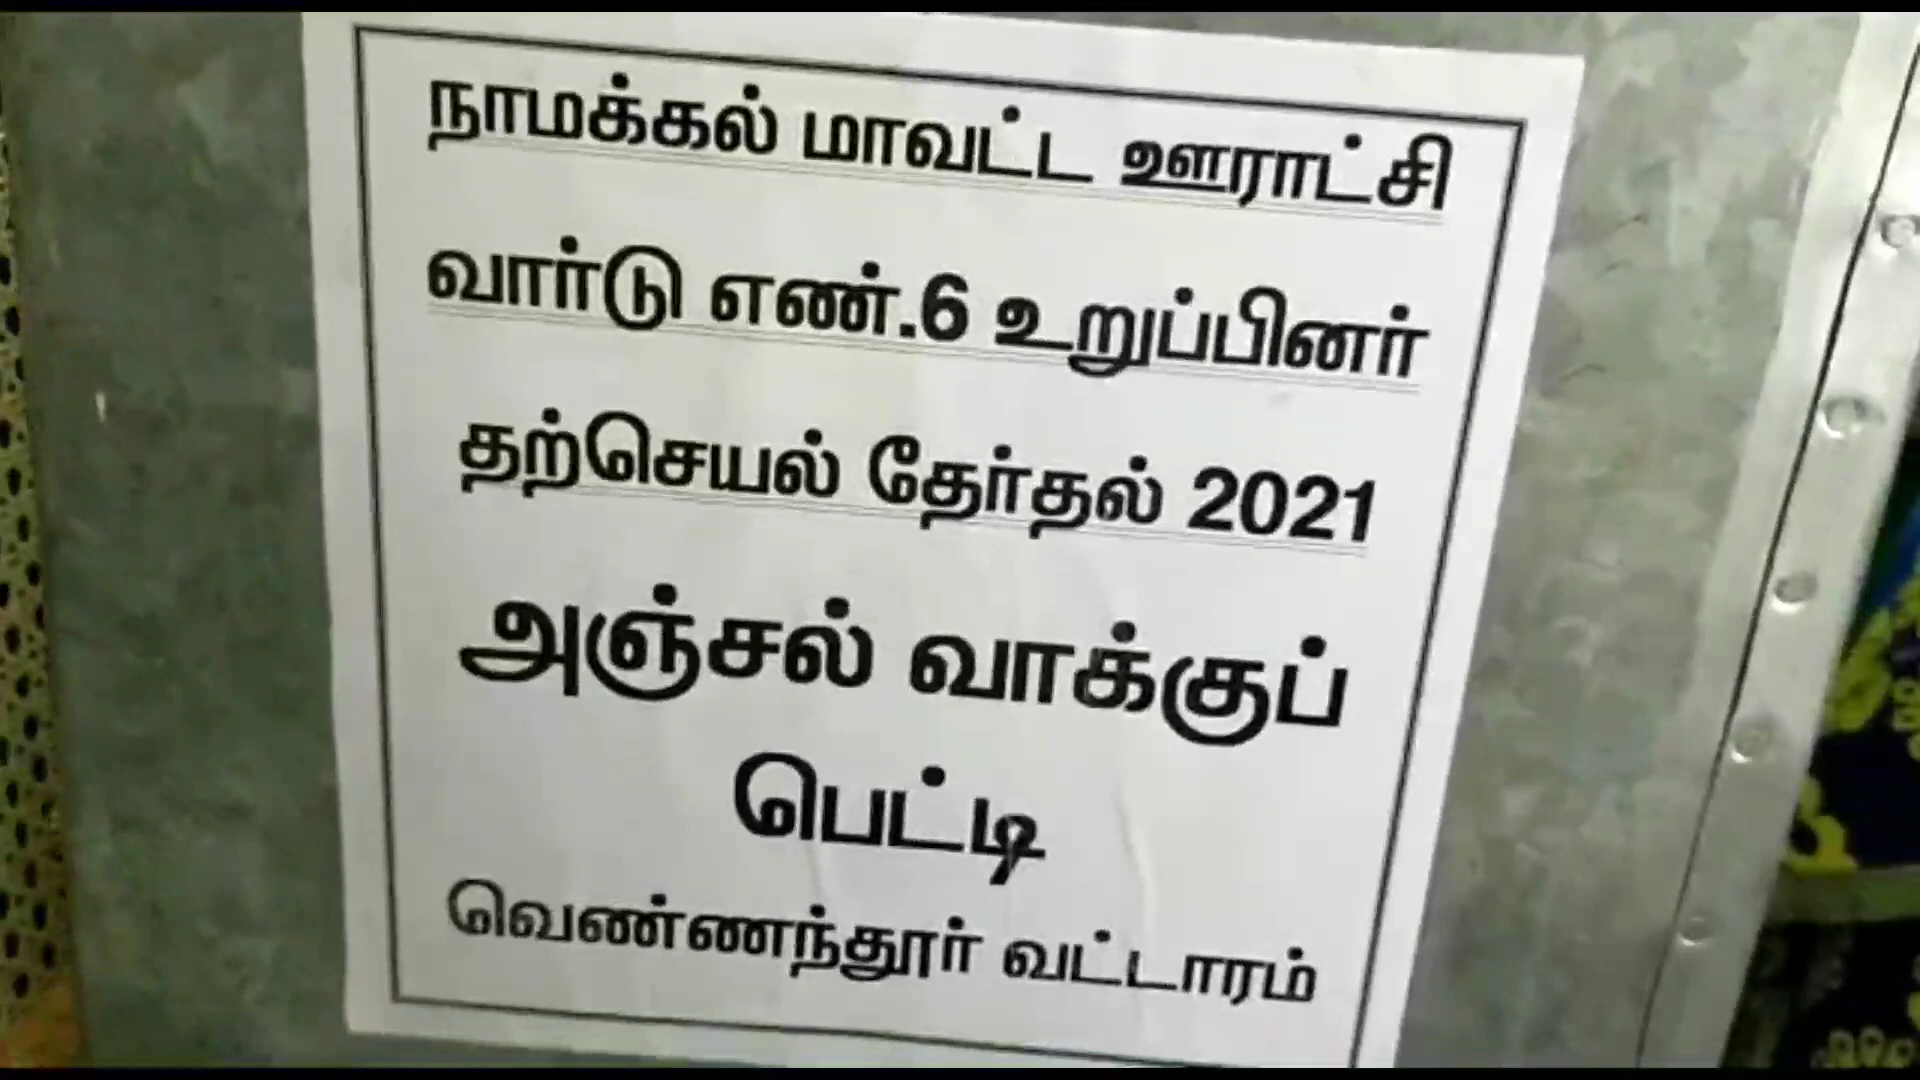 நாமக்கல் மாவட்ட ஊராட்சி
வார்டு எண்.6 உறுப்பினர்
தற்செயல் தேர்தல் 2021
அஞ்சல் வாக்குப்
பெட்டி
வெண்ணந்தூர் வட்டாரம்